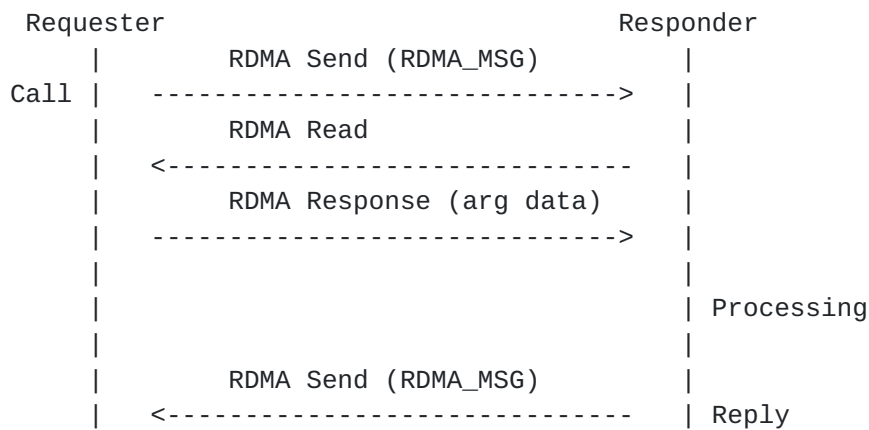 Requester Responder
| RDMA Send (RDMA_MSG) |
Call | ------------------------------> |
| RDMA Read |
| <------------------------------ |
| RDMA Response (arg data) |
| ------------------------------> |
| |
| | Processing
| |
| RDMA Send (RDMA_MSG) |
| <------------------------------ | Reply